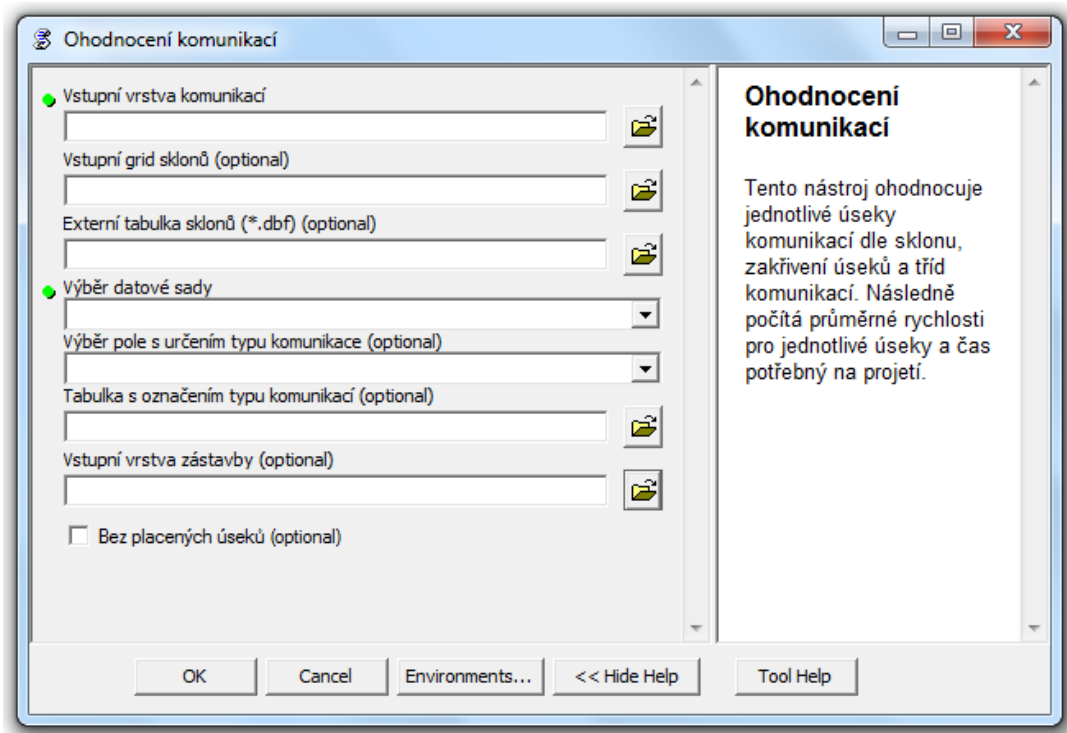 Ohodnocení komunikací
Vstupní vrstva komunikací
Vstupní grid sklonů (optional)
Externí tabulka sklonů (*.dbf) (optional)
Výběr datové sady
Výběr pole s určením typu komunikace (optional)
Tabulka s označením typu komunikací (optional)
Vstupní vrstva zástavby (optional)
Bez placených úseků (optional)
Ohodnocení
komunikací
Tento nástroj ohodnocuje
jednotlivé úseky
komunikací dle sklonu,
zakřivení úseků a tříd
komunikací. Následně
počítá průměrné rychlosti
pro jednotlivé úseky a čas
potřebný na projetí.
OK
Cancel
Environments...
<< Hide Help
Tool Help